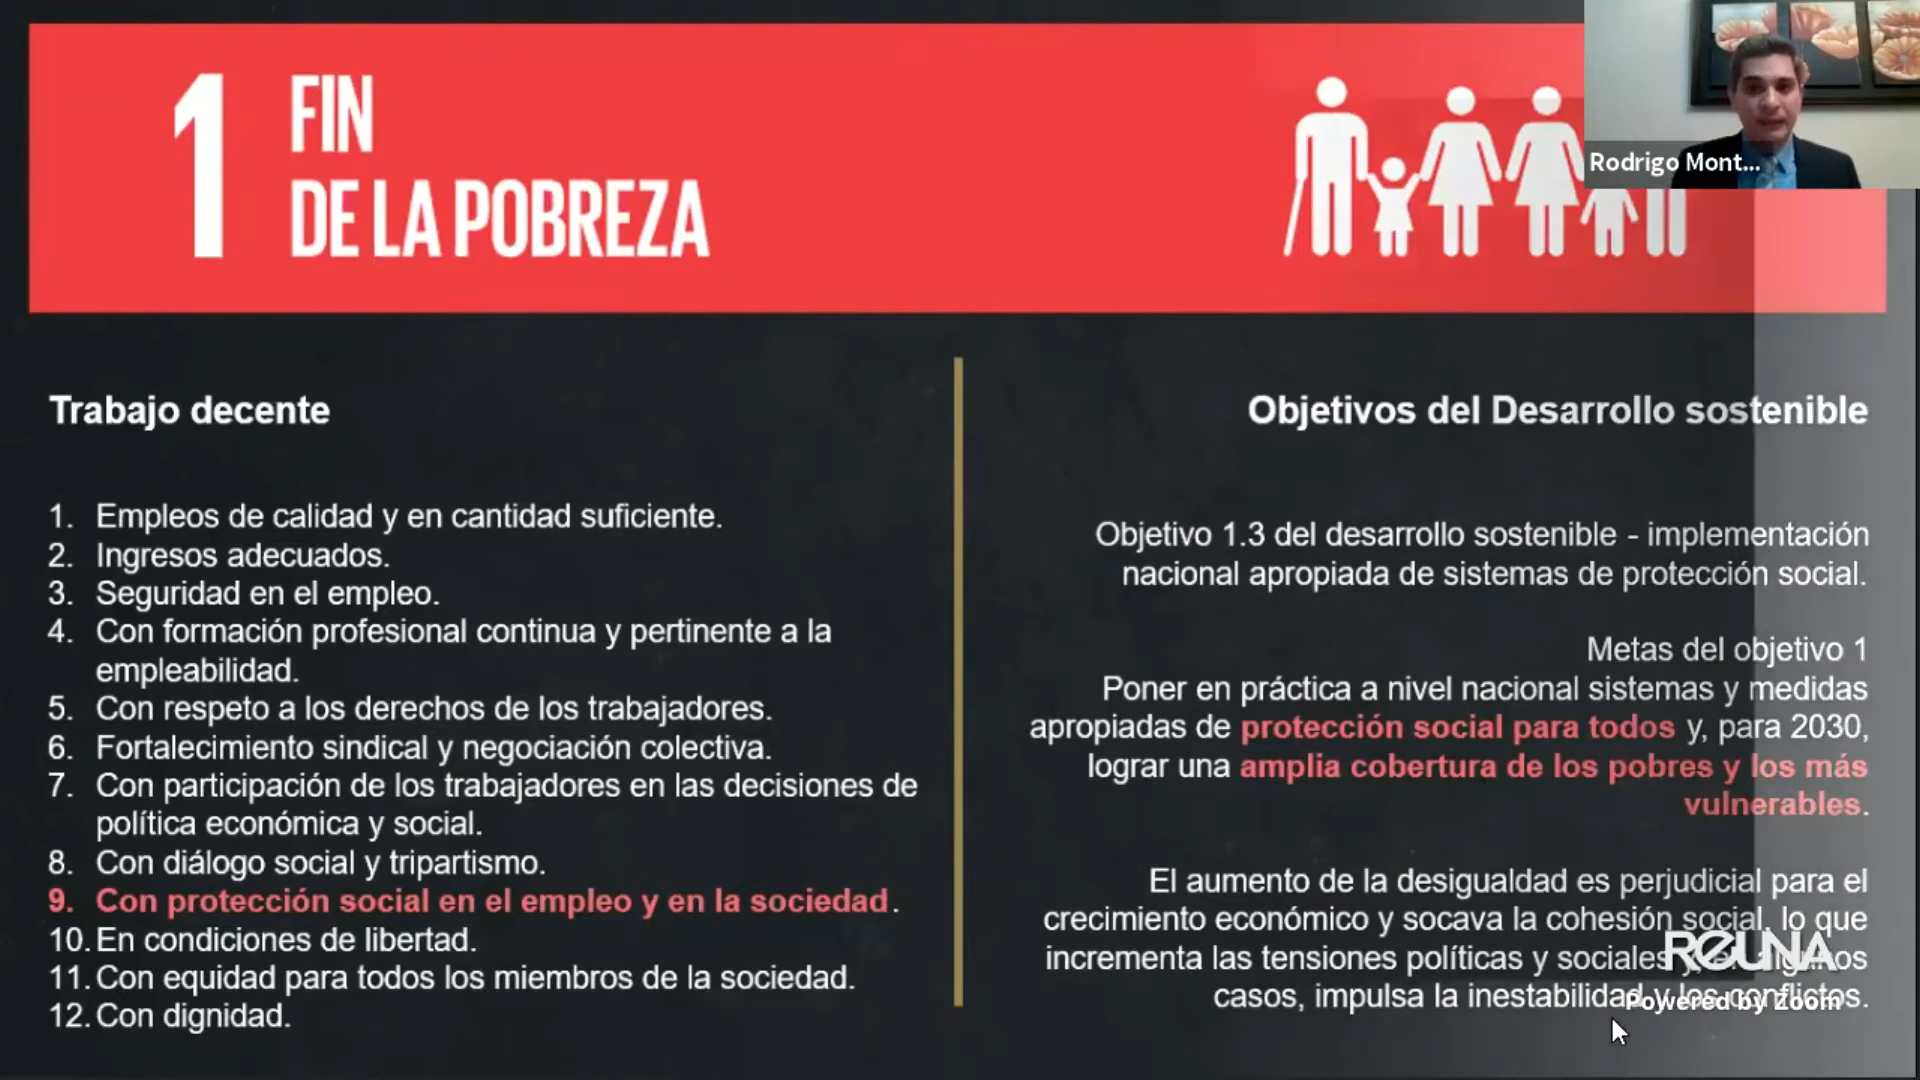 1
FIN
DE LA POBREZA
Rodrigo Mont...
Trabajo decente
1. Empleos de calidad y en cantidad suficiente.
2. Ingresos adecuados.
3. Seguridad en el empleo.
4. Con formación profesional continua y pertinente a la
empleabilidad.
5. Con respeto a los derechos de los trabajadores.
6. Fortalecimiento sindical y negociación colectiva.
7. Con participación de los trabajadores en las decisiones de
política económica y social.
8. Con diálogo social y tripartismo.
9. Con protección social en el empleo y en la sociedad.
10. En condiciones de libertad.
11. Con equidad para todos los miembros de la sociedad.
12. Con dignidad.
Objetivos del Desarrollo sostenible
Objetivo 1.3 del desarrollo sostenible - implementación
nacional apropiada de sistemas de protección social.
Metas del objetivo 1
Poner en práctica a nivel nacional sistemas y medidas
apropiadas de protección social para todos y, para 2030,
lograr una amplia cobertura de los pobres y los más
vulnerables.
El aumento de la desigualdad es perjudicial para el
crecimiento económico y socava la cohesión social, lo que
incrementa las tensiones políticas y sociales
casos, impulsa la inestabilidad y los conflictos.
REUNA
Powered by Zoom